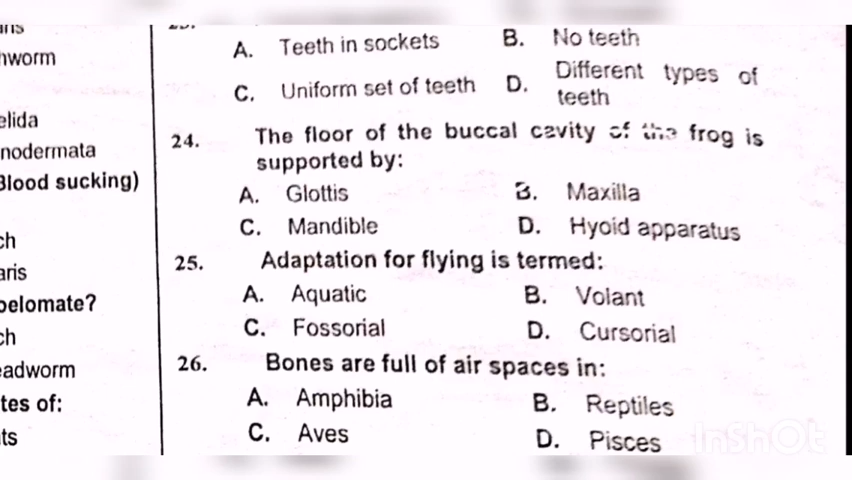 hworm
elida
nodermata
Blood sucking)
ch
aris
oelomate?
ch
eadworm
tes of:
ts
A. Teeth in sockets B. No teeth
C. Uniform set of teeth D. Different types of
teeth
24. The floor of the buccal cavity of the frog is
supported by:
A. Glottis B. Maxilla
C. Mandible D. Hyoid apparatus
25. Adaptation for flying is termed:
A. Aquatic B. Volant
C. Fossorial D. Cursorial
26. Bones are full of air spaces in:
A. Amphibia B. Reptiles
C. Aves D. Pisces
InShOt